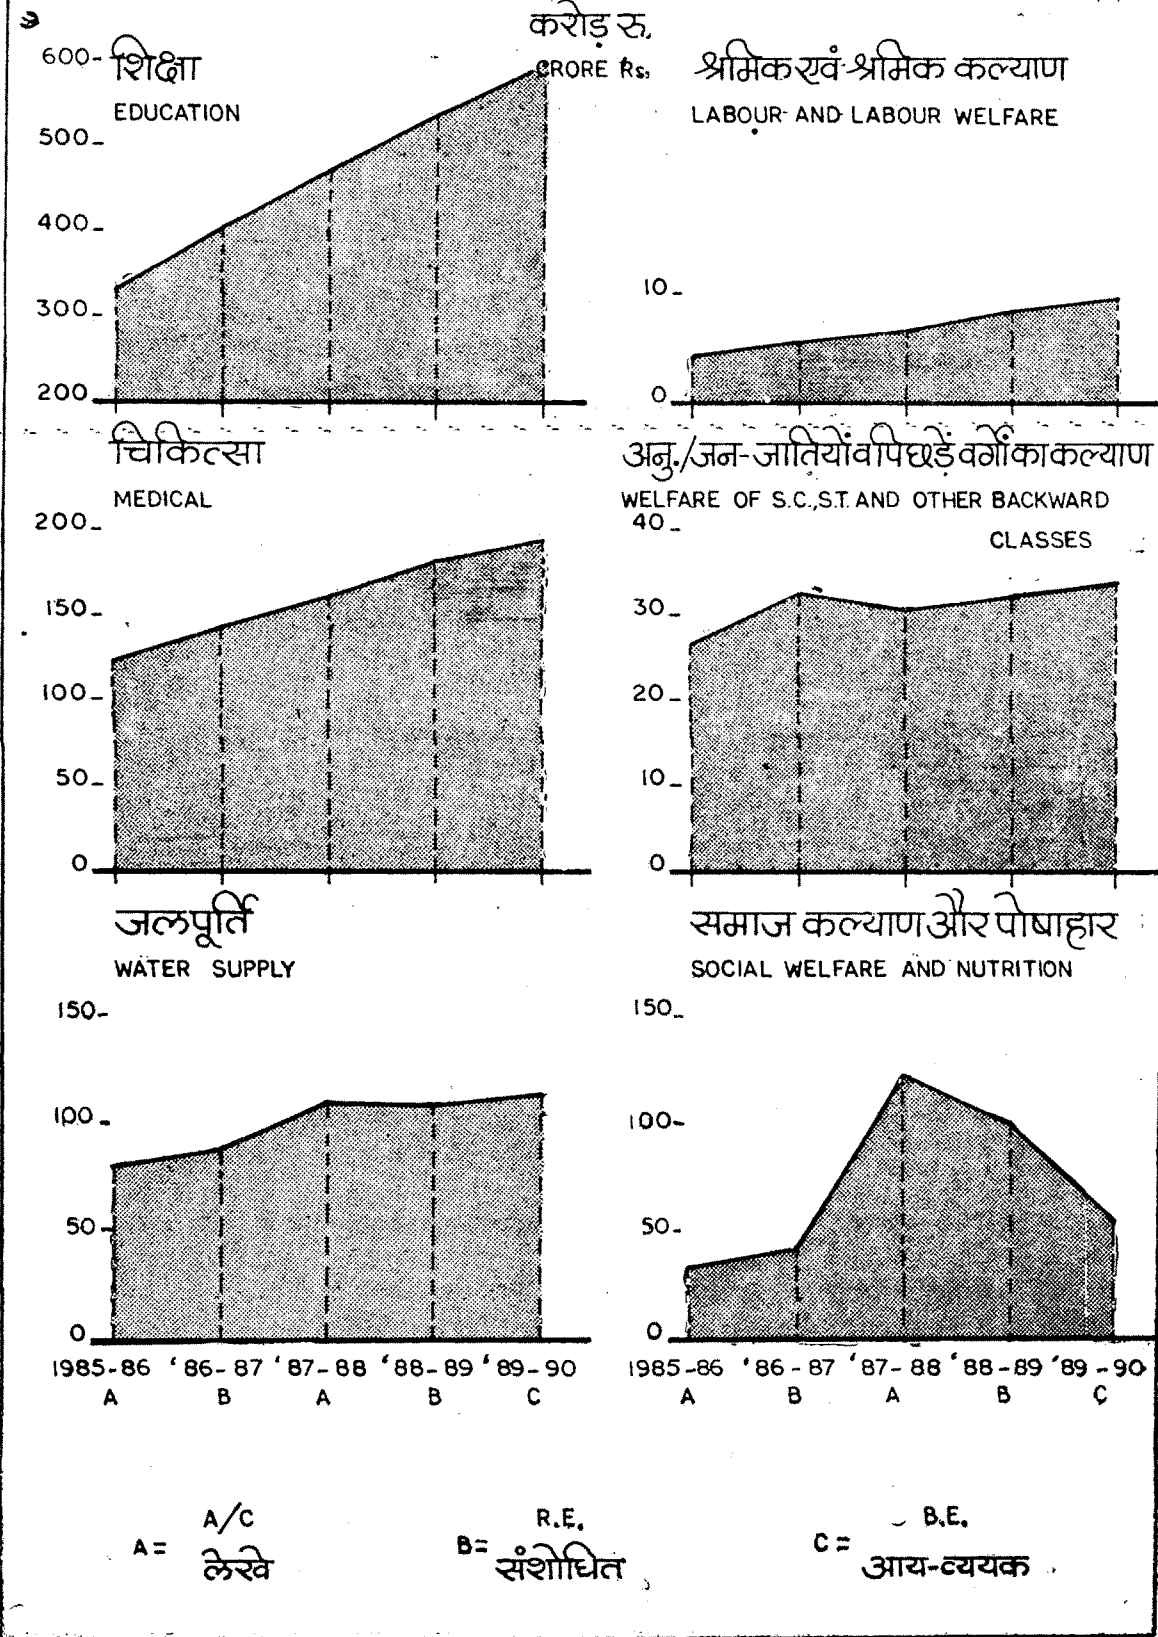 करोड़ रु.
CRORE Rs.
शिक्षा
EDUCATION
600
500
400
300
200
श्रमिक एवं श्रमिक कल्याण
LABOUR AND LABOUR WELFARE
10
0
चिकित्सा
MEDICAL
200
150
100
50
0
अनु./जन-जातियों व पिछड़ें वर्गों का कल्याण
WELFARE OF S.C.,S.T. AND OTHER BACKWARD
CLASSES
40
30
20
10
0
जलपूर्ति
WATER SUPPLY
150
100
50
0
1985-86 '86-87 '87-88 '88-89 '89-90
A B A B C
समाज कल्याण और पोषाहार
SOCIAL WELFARE AND NUTRITION
150
100
50
0
1985-86 '86-87 '87-88 '88-89 '89-90
A B A B C
A= A/C
लेखे
B= R.E.
संशोधित
C= B.E.
आय-व्ययक